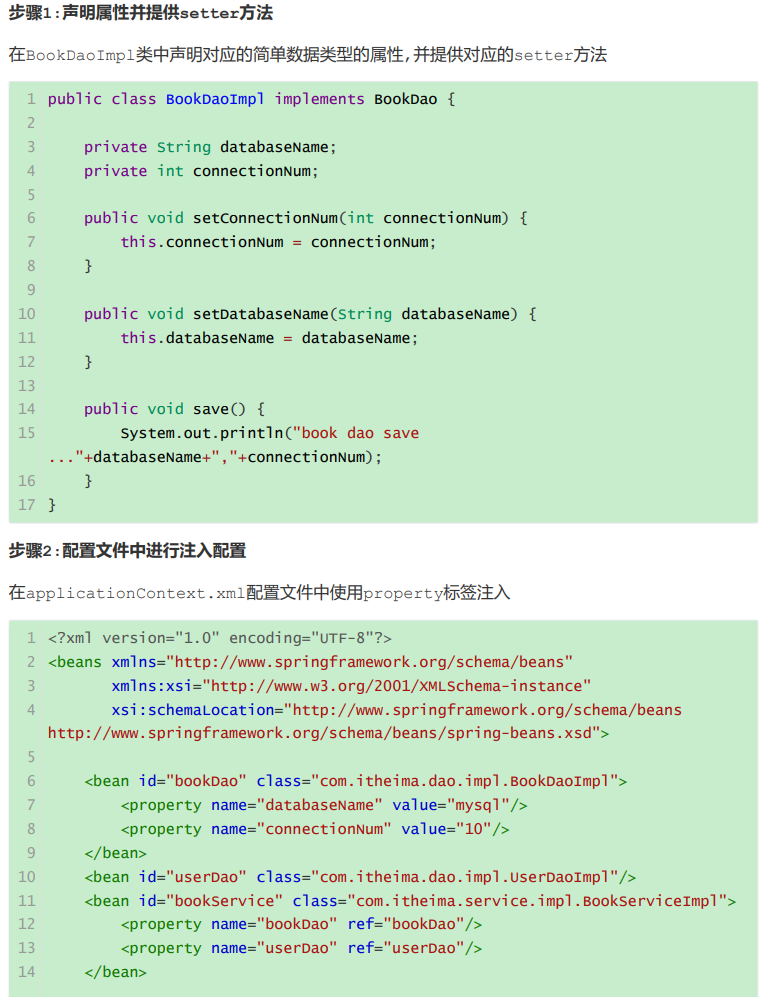 步骤1:声明属性并提供setter方法
在BookDaoImpl类中声明对应的简单数据类型的属性,并提供对应的setter方法
1 public class BookDaoImpl implements BookDao {
2
3     private String databaseName;
4     private int connectionNum;
5
6     public void setConnectionNum(int connectionNum) {
7         this.connectionNum = connectionNum;
8     }
9
10     public void setDatabaseName(String databaseName) {
11         this.databaseName = databaseName;
12     }
13
14     public void save() {
15         System.out.println("book dao save
..."+databaseName+","+connectionNum);
16     }
17 }
步骤2:配置文件中进行注入配置
在applicationContext.xml配置文件中使用property标签注入
1 <?xml version="1.0" encoding="UTF-8"?>
2 <beans xmlns="http://www.springframework.org/schema/beans"
3        xmlns:xsi="http://www.w3.org/2001/XMLSchema-instance"
4        xsi:schemaLocation="http://www.springframework.org/schema/beans
http://www.springframework.org/schema/beans/spring-beans.xsd">
5
6     <bean id="bookDao" class="com.itheima.dao.impl.BookDaoImpl">
7         <property name="databaseName" value="mysql"/>
8         <property name="connectionNum" value="10"/>
9     </bean>
10     <bean id="userDao" class="com.itheima.dao.impl.UserDaoImpl"/>
11     <bean id="bookService" class="com.itheima.service.impl.BookServiceImpl">
12         <property name="bookDao" ref="bookDao"/>
13         <property name="userDao" ref="userDao"/>
14     </bean>